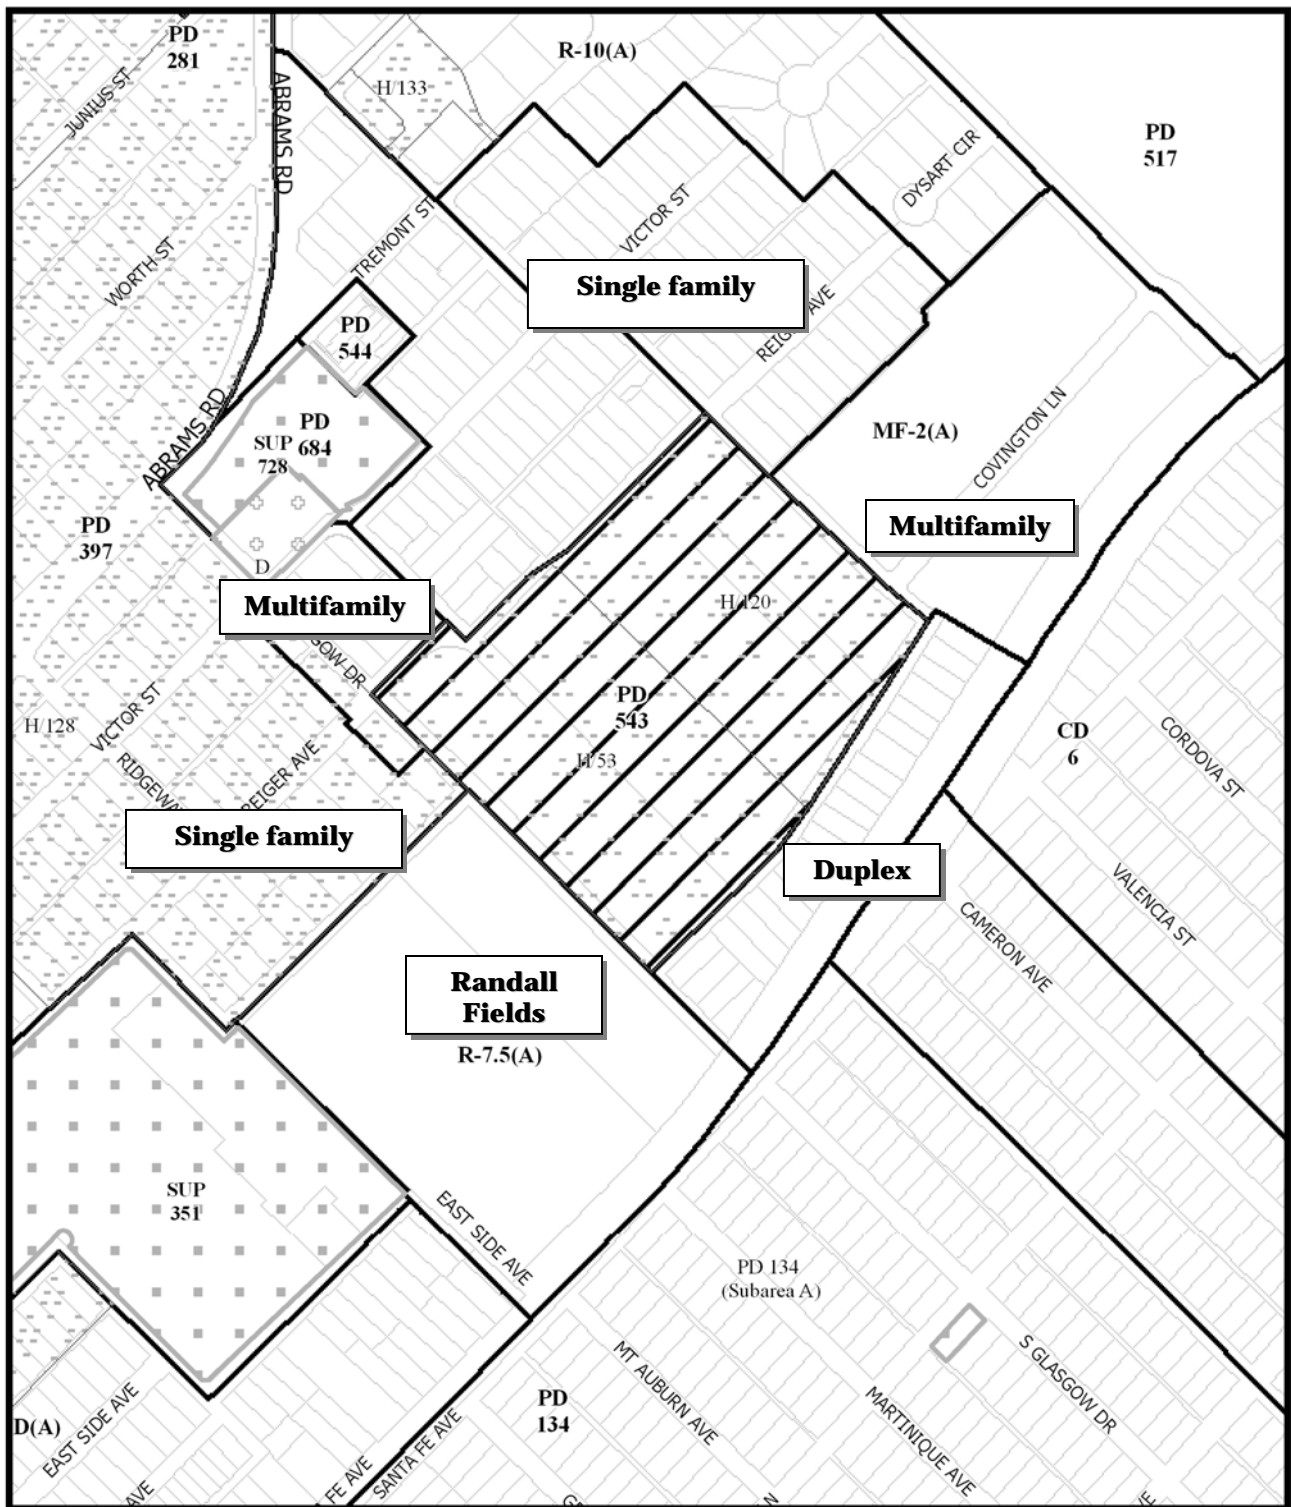 PD
281
R-10(A)
H/133
JUNIUS ST
ABRAMS RD
PD
517
DYSART CIR
VICTOR ST
TREMONT ST
WORTH ST
Single family
PD
544
ABRAMS RD
PD
684
SUP
728
MF-2(A)
COVINGTON LN
Multifamily
PD
397
D
Multifamily
H/120
PD
543
H/53
H/128
VICTOR ST
REIGER AVE
CD
6
CORDOVA ST
Single family
Duplex
VALENCIA ST
CAMERON AVE
Randall
Fields
R-7.5(A)
SUP
351
EAST SIDE AVE
PD 134
(Subarea A)
S GLASGOW DR
MT AUBURN AVE
MARTINIQUE AVE
PD
134
D(A)
EAST SIDE AVE
SANTA FE AVE
FE AVE
AVE